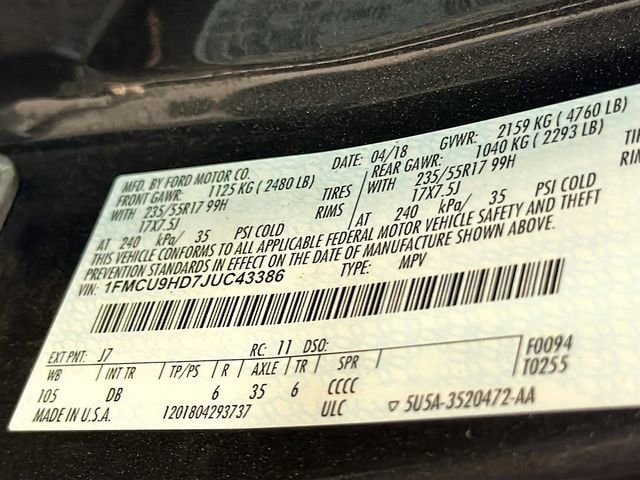 MFD. BY FORD MOTOR CO.
DATE: 04/18 GVWR: 2159 KG ( 4760 LB)
FRONT GAWR: 1125 KG ( 2480 LB) REAR GAWR: 1040 KG ( 2293 LB)
WITH 235/55R17 99H TIRES WITH 235/55R17 99H TI
17X7.5J RIMS 17X7.5J RI
AT 240 kPa/ 35 PSI COLD AT 240 kPa/ 35 PSI COLD
THIS VEHICLE CONFORMS TO ALL APPLICABLE FEDERAL MOTOR VEHICLE SAFETY AND THEFT
PREVENTION STANDARDS IN EFFECT ON THE DATE OF MANUFACTURE SHOWN ABOVE.
VIN: 1FMCU9HD7JUC43386 TYPE: MPV
EXT PNT: J7 RC: 11 DSO: F0094
WB INT TR TP/PS R AXLE TR SPR T0255
105 DB 6 35 6 CCCC
MADE IN U.S.A. 1201804293737 ULC ▽ 5U5A-3520472-AA